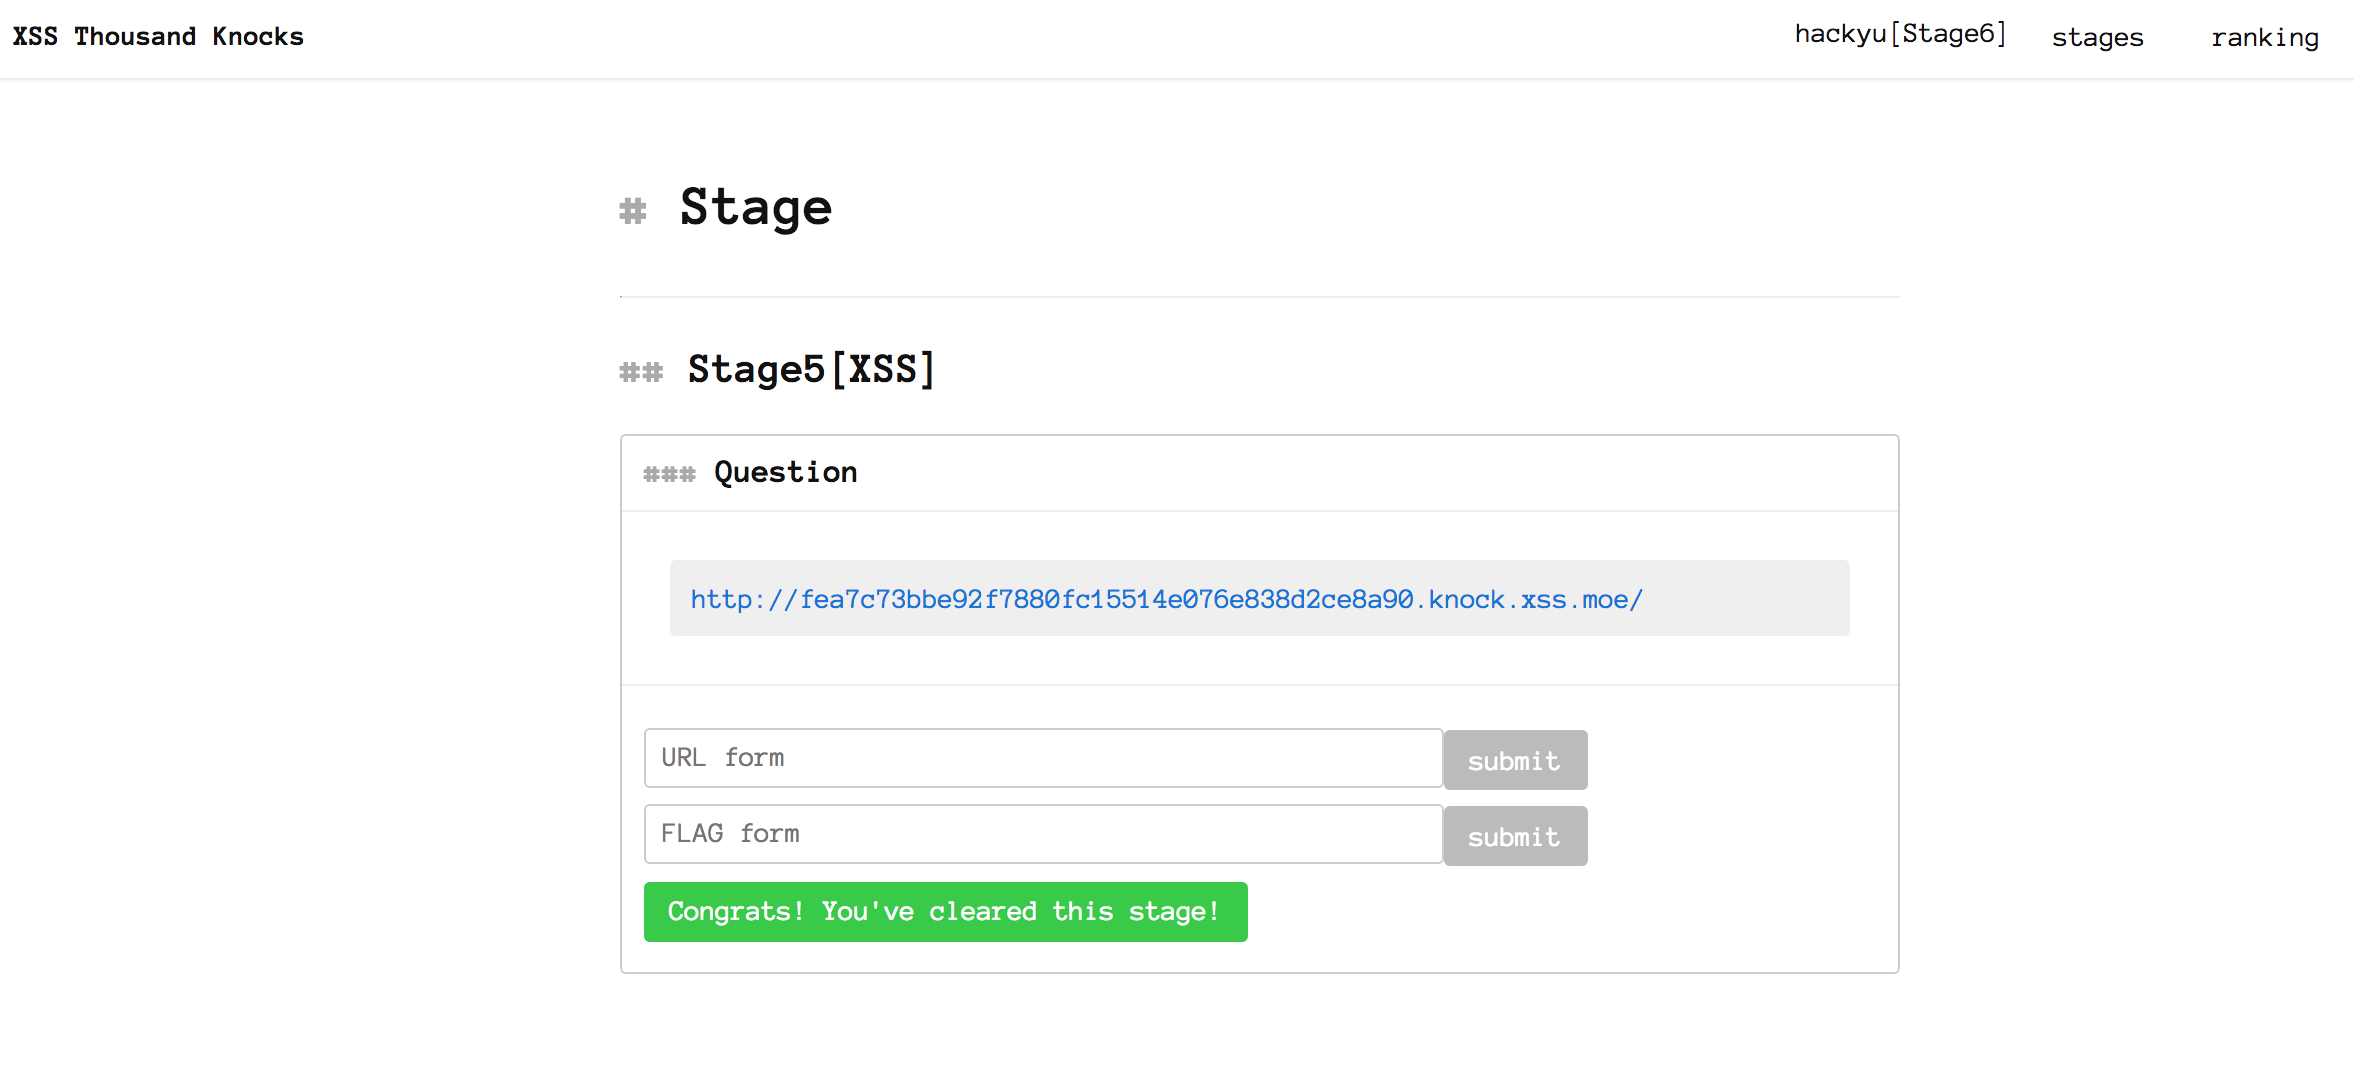 XSS Thousand Knocks
hackyu[Stage6] stages ranking
# Stage
## Stage5[XSS]
### Question
http://fea7c73bbe92f7880fc15514e076e838d2ce8a90.knock.xss.moe/
URL form submit
FLAG form submit
Congrats! You've cleared this stage!